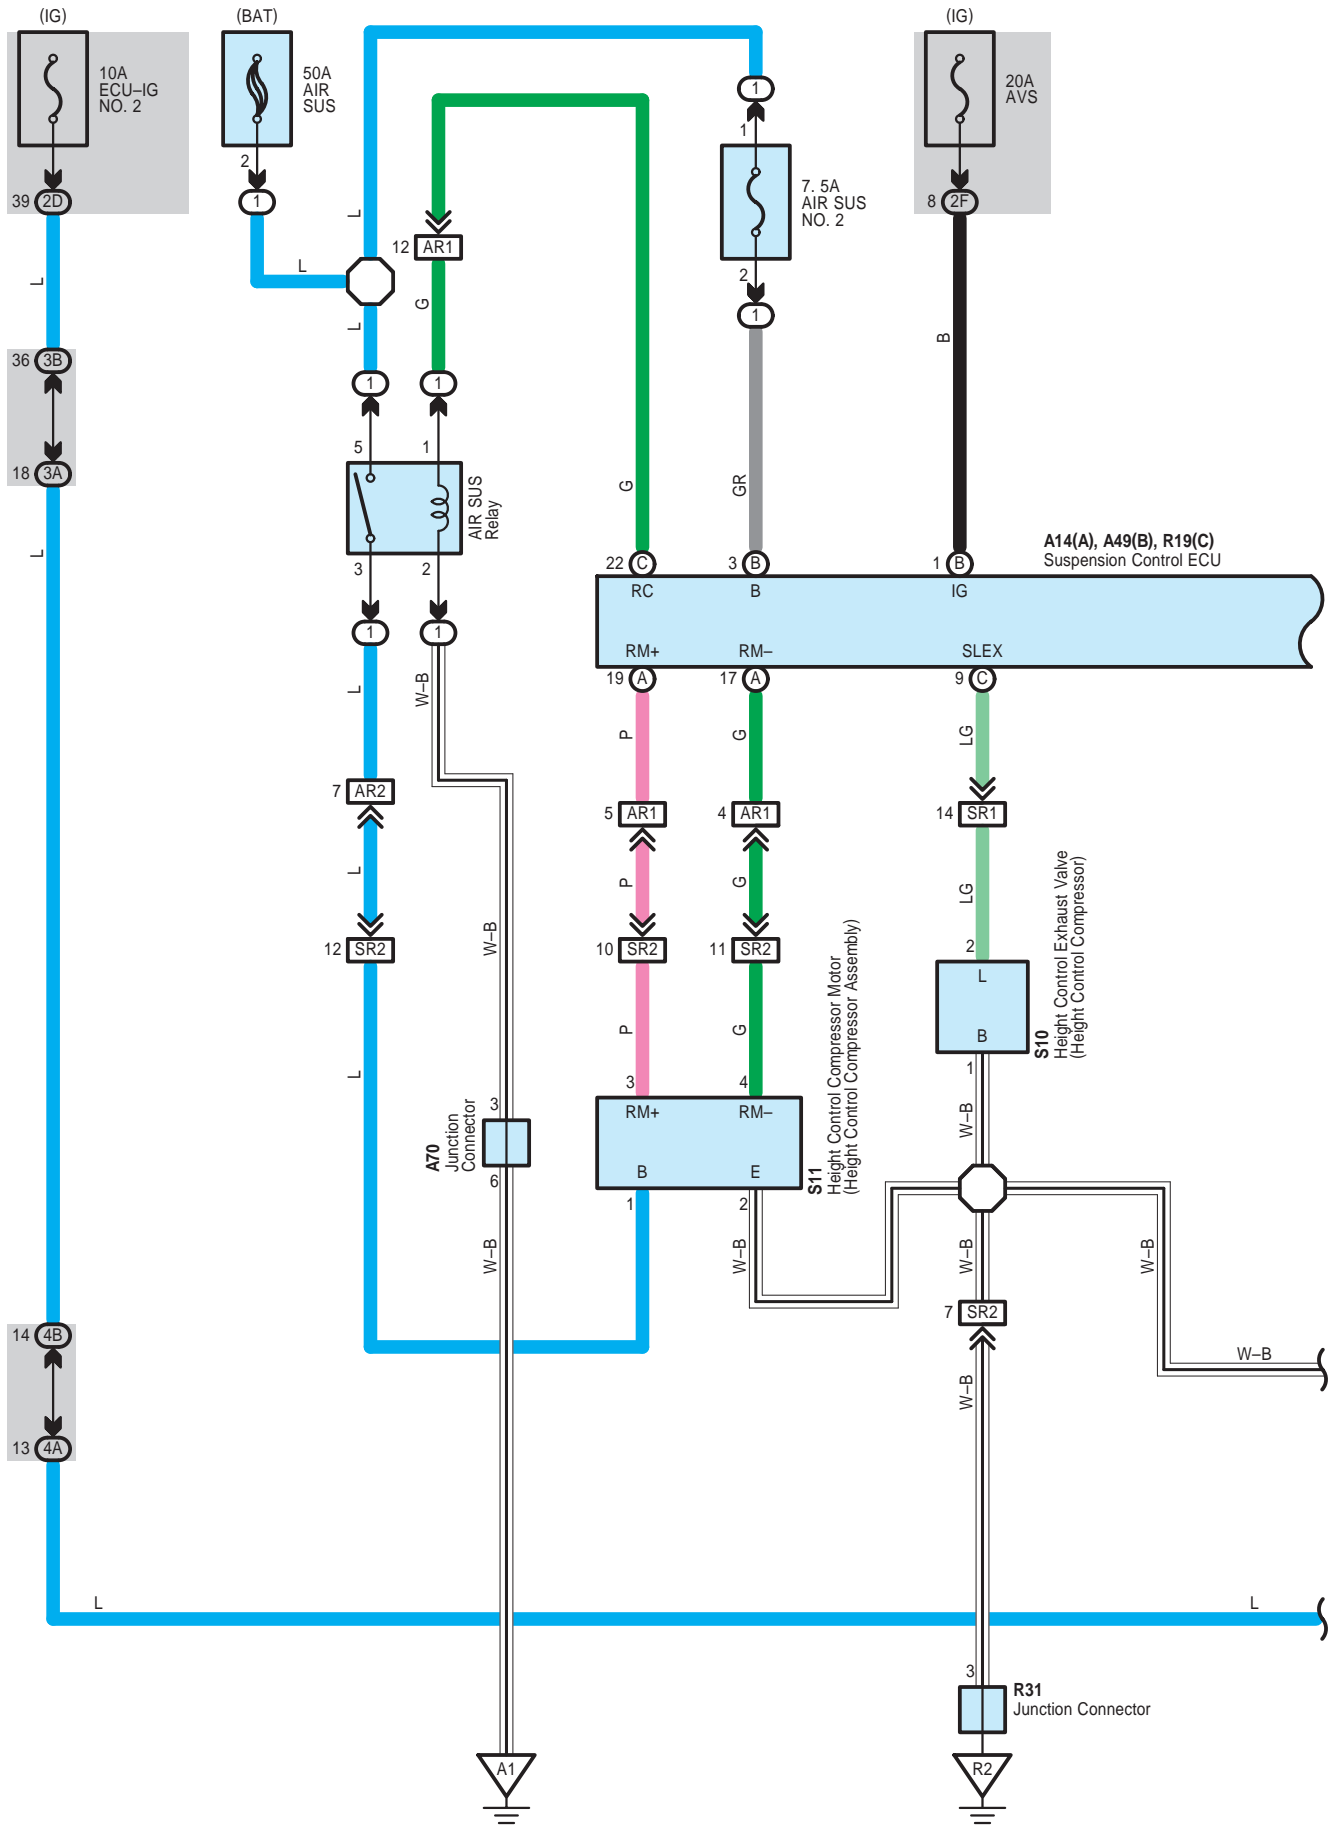 (IG)
(BAT)
(IG)
10A
ECU–IG
NO. 2
50A
AIR
SUS
20A
AVS
1
1
7. 5A
AIR SUS
NO. 2
2
39 2D
1
8 2F
L
12 AR1
L
L
G
L
2
1
B
36 3B
1
1
18 3A
5
1
AIR SUS
Relay
G
GR
L
3
2
A14(A), A49(B), R19(C)
Suspension Control ECU
22 C
3 B
1 B
RC
B
IG
1
1
RM+
RM–
SLEX
19 A
17 A
9 C
L
W–B
P
G
LG
7 AR2
5 AR1
4 AR1
14 SR1
L
P
G
LG
12 SR2
W–B
10 SR2
11 SR2
2
L
B
S10
Height Control Exhaust Valve
(Height Control Compressor)
1
L
P
G
3
4
RM+
RM–
B
E
S11
Height Control Compressor Motor
(Height Control Compressor Assembly)
1
2
3
A70
Junction
Connector
6
W–B
W–B
W–B
W–B
W–B
7 SR2
14 4B
W–B
W–B
13 4A
L
L
3
R31
Junction Connector
A1
R2